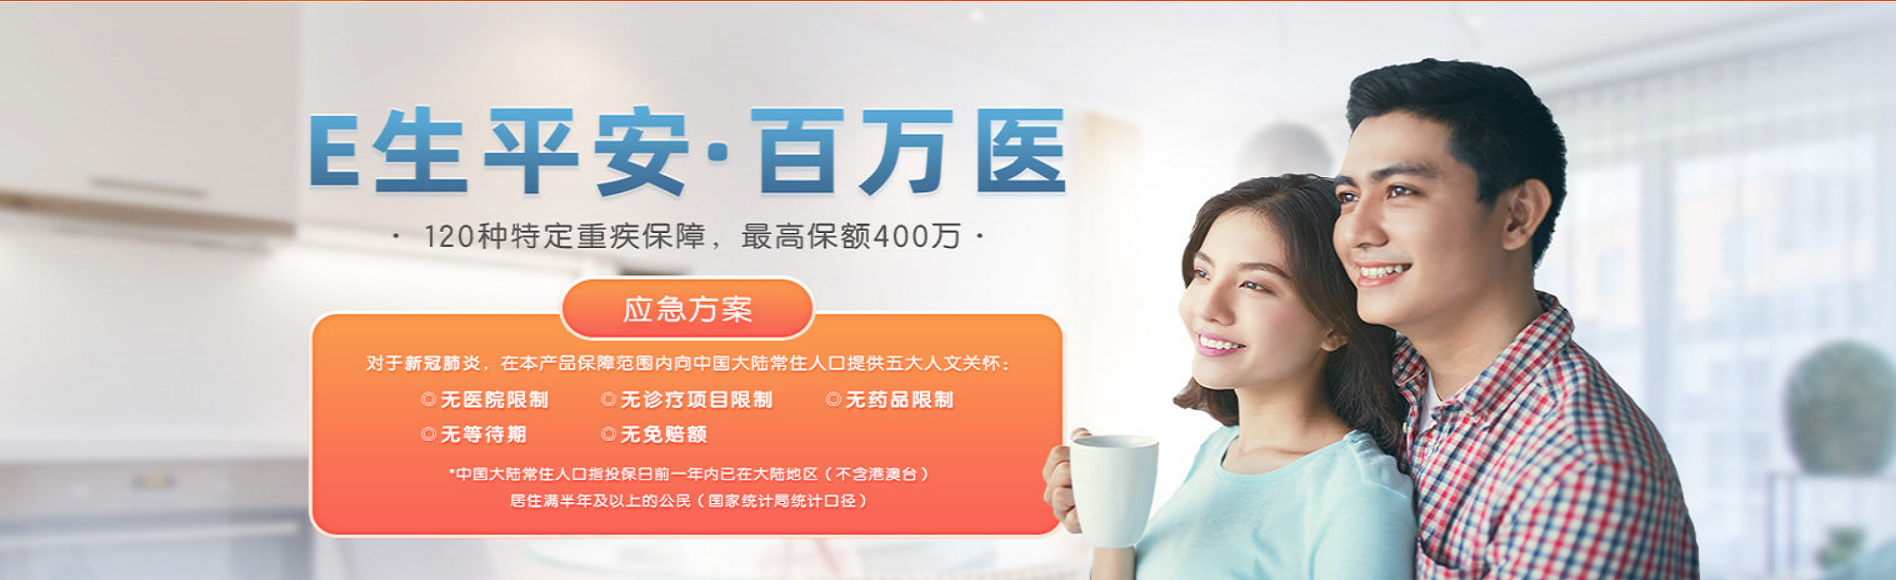 E生平安·百万医
· 120种特定重疾保障，最高保额400万 ·
应急方案
对于新冠肺炎，在本产品保障范围内向中国大陆常住人口提供五大人文关怀：
◎无医院限制 ◎无诊疗项目限制 ◎无药品限制
◎无等待期 ◎无免赔额
*中国大陆常住人口指投保日前一年内已在大陆地区（不含港澳台）
居住满半年及以上的公民（国家统计局统计口径）